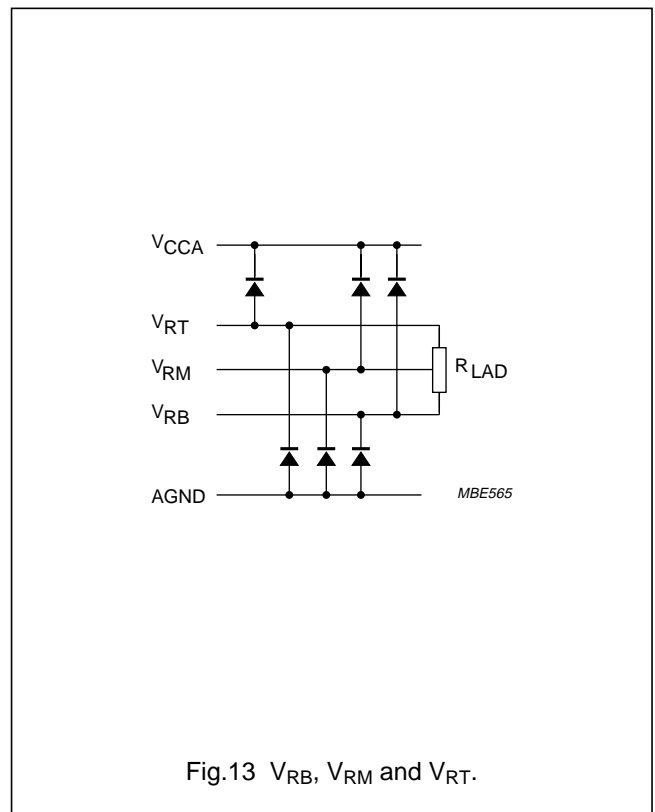 VCCA
VRT
VRM
RLAD
VRB
AGND
MBE565
Fig.13 VRB, VRM and VRT.